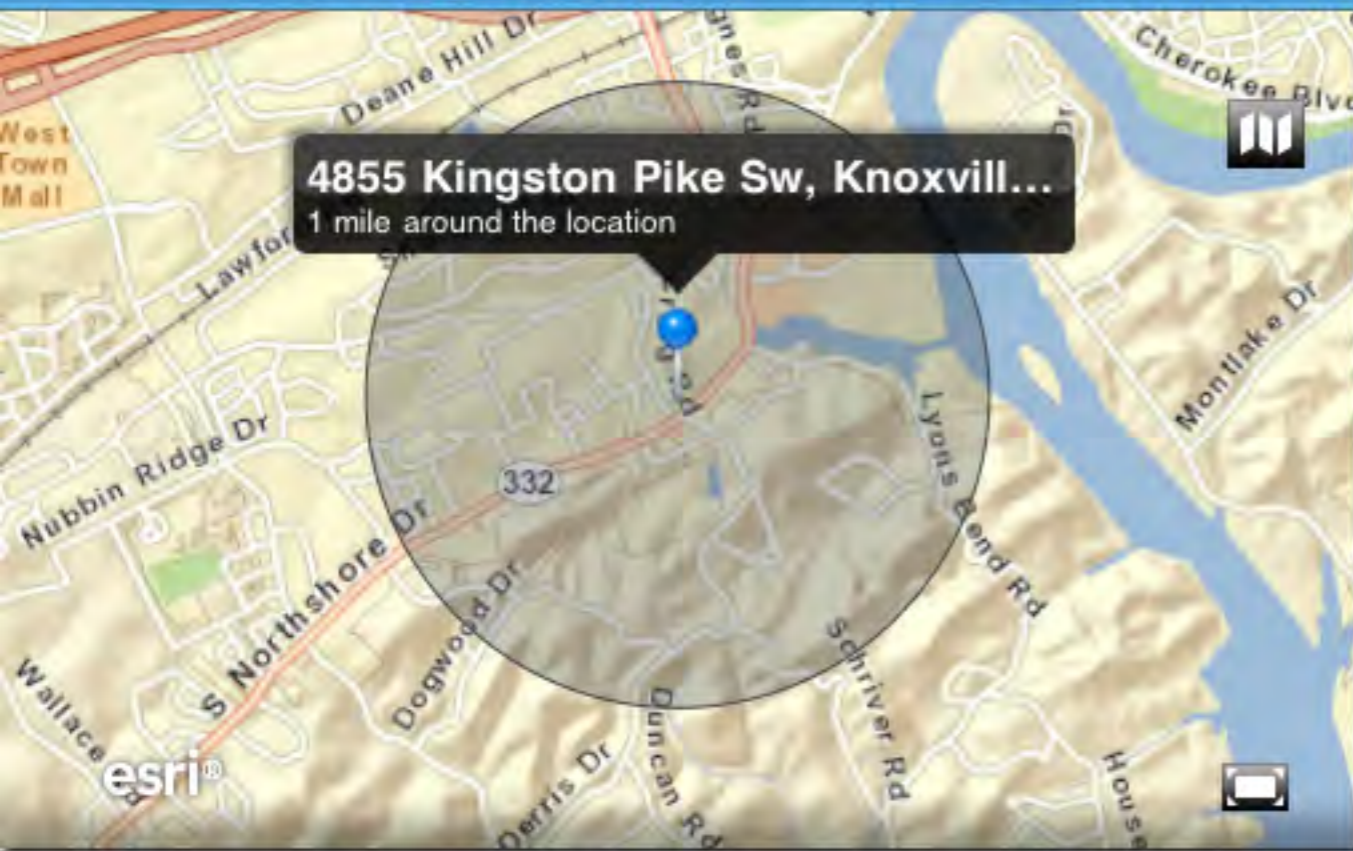 Deane Hill Dr
Cherokee Blvd
West
Town
Mall
4855 Kingston Pike Sw, Knoxvill...
1 mile around the location
Lawfor
Montlake Dr
Nubbin Ridge Dr
332
Lyons Bend Rd
S Northshore Dr
Dogwood Dr
Schriver Rd
Wallace
esri®
Duncan Rd
Derris Dr
House